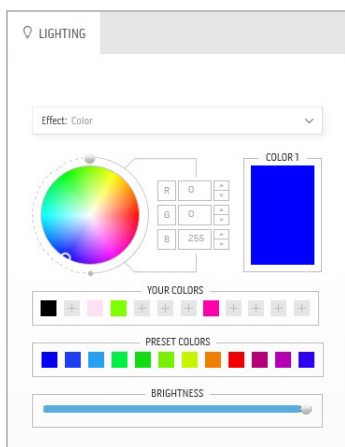 LIGHTING
Effect: Color
COLOR 1
R 0
G 0
B 255
YOUR COLORS
PRESET COLORS
BRIGHTNESS